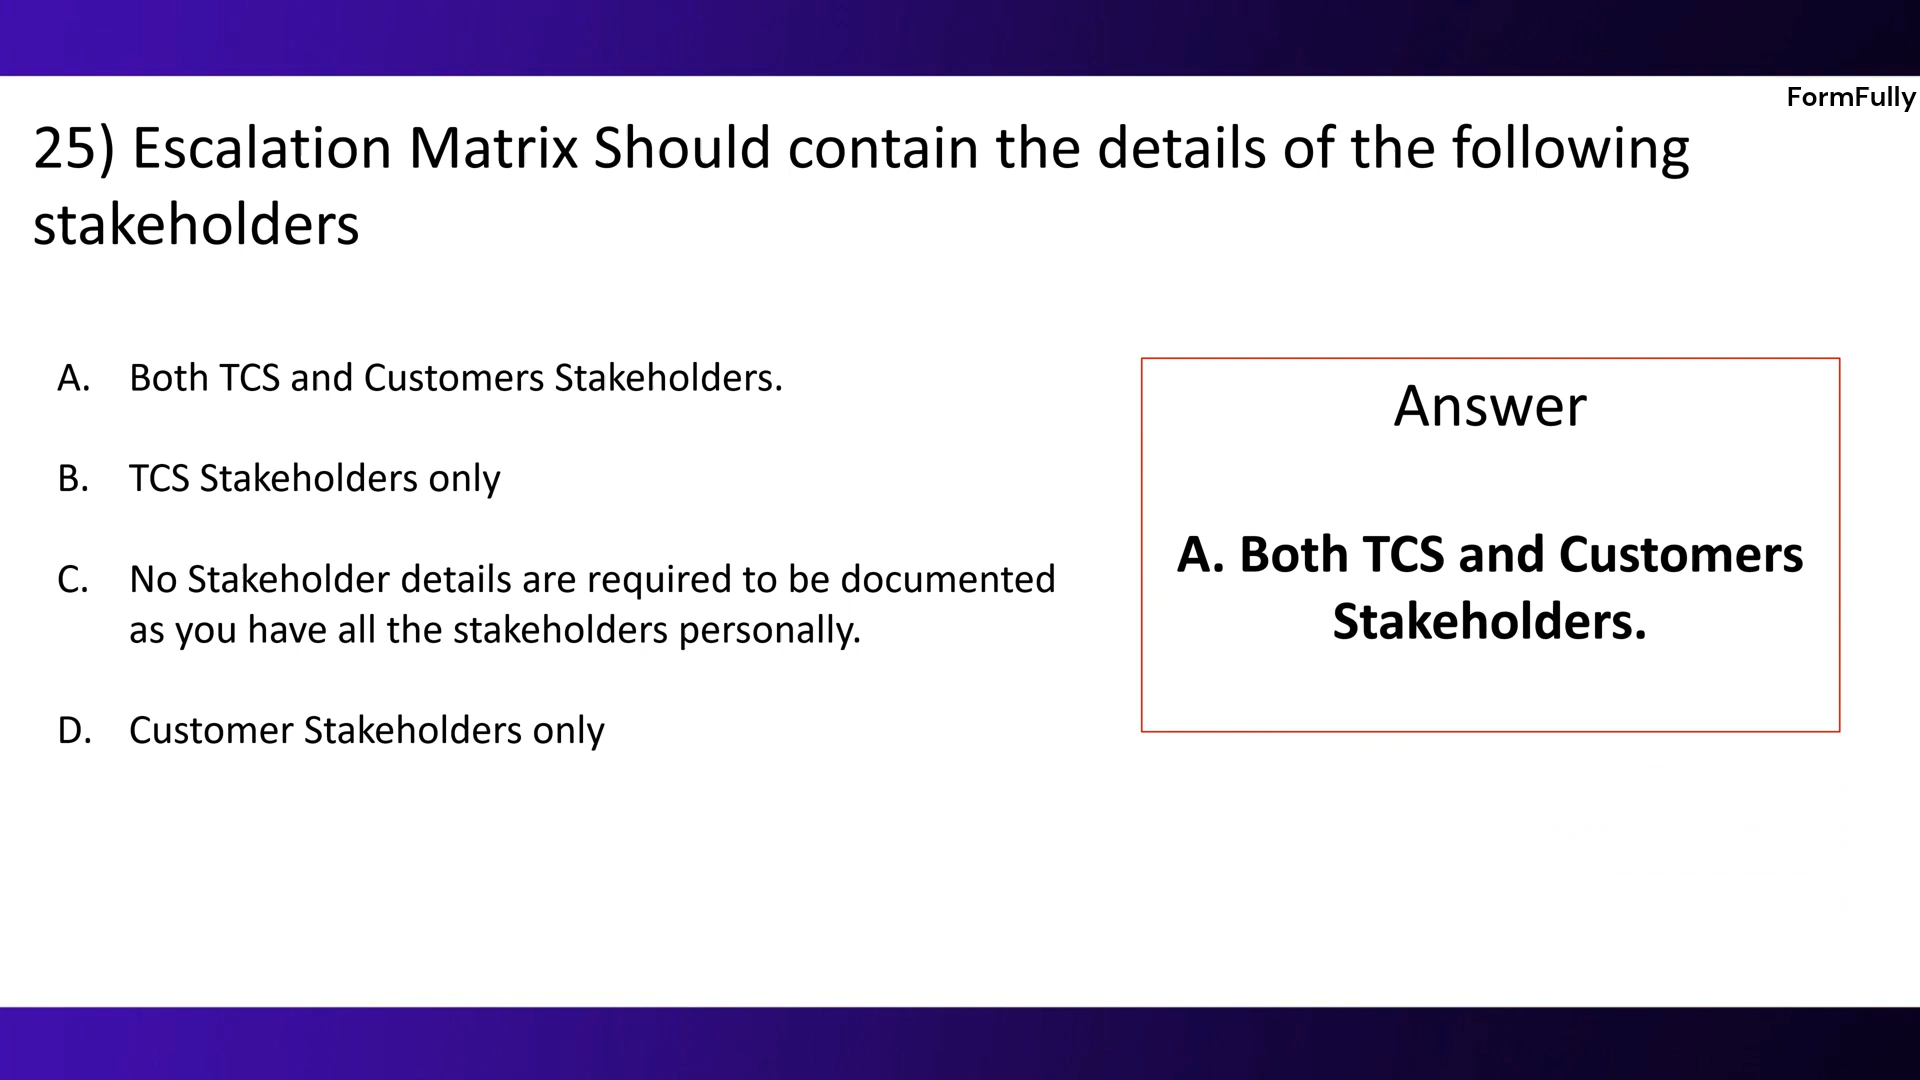 FormFully
25) Escalation Matrix Should contain the details of the following
stakeholders
A. Both TCS and Customers Stakeholders.
B. TCS Stakeholders only
C. No Stakeholder details are required to be documented
as you have all the stakeholders personally.
D. Customer Stakeholders only
Answer
A. Both TCS and Customers
Stakeholders.